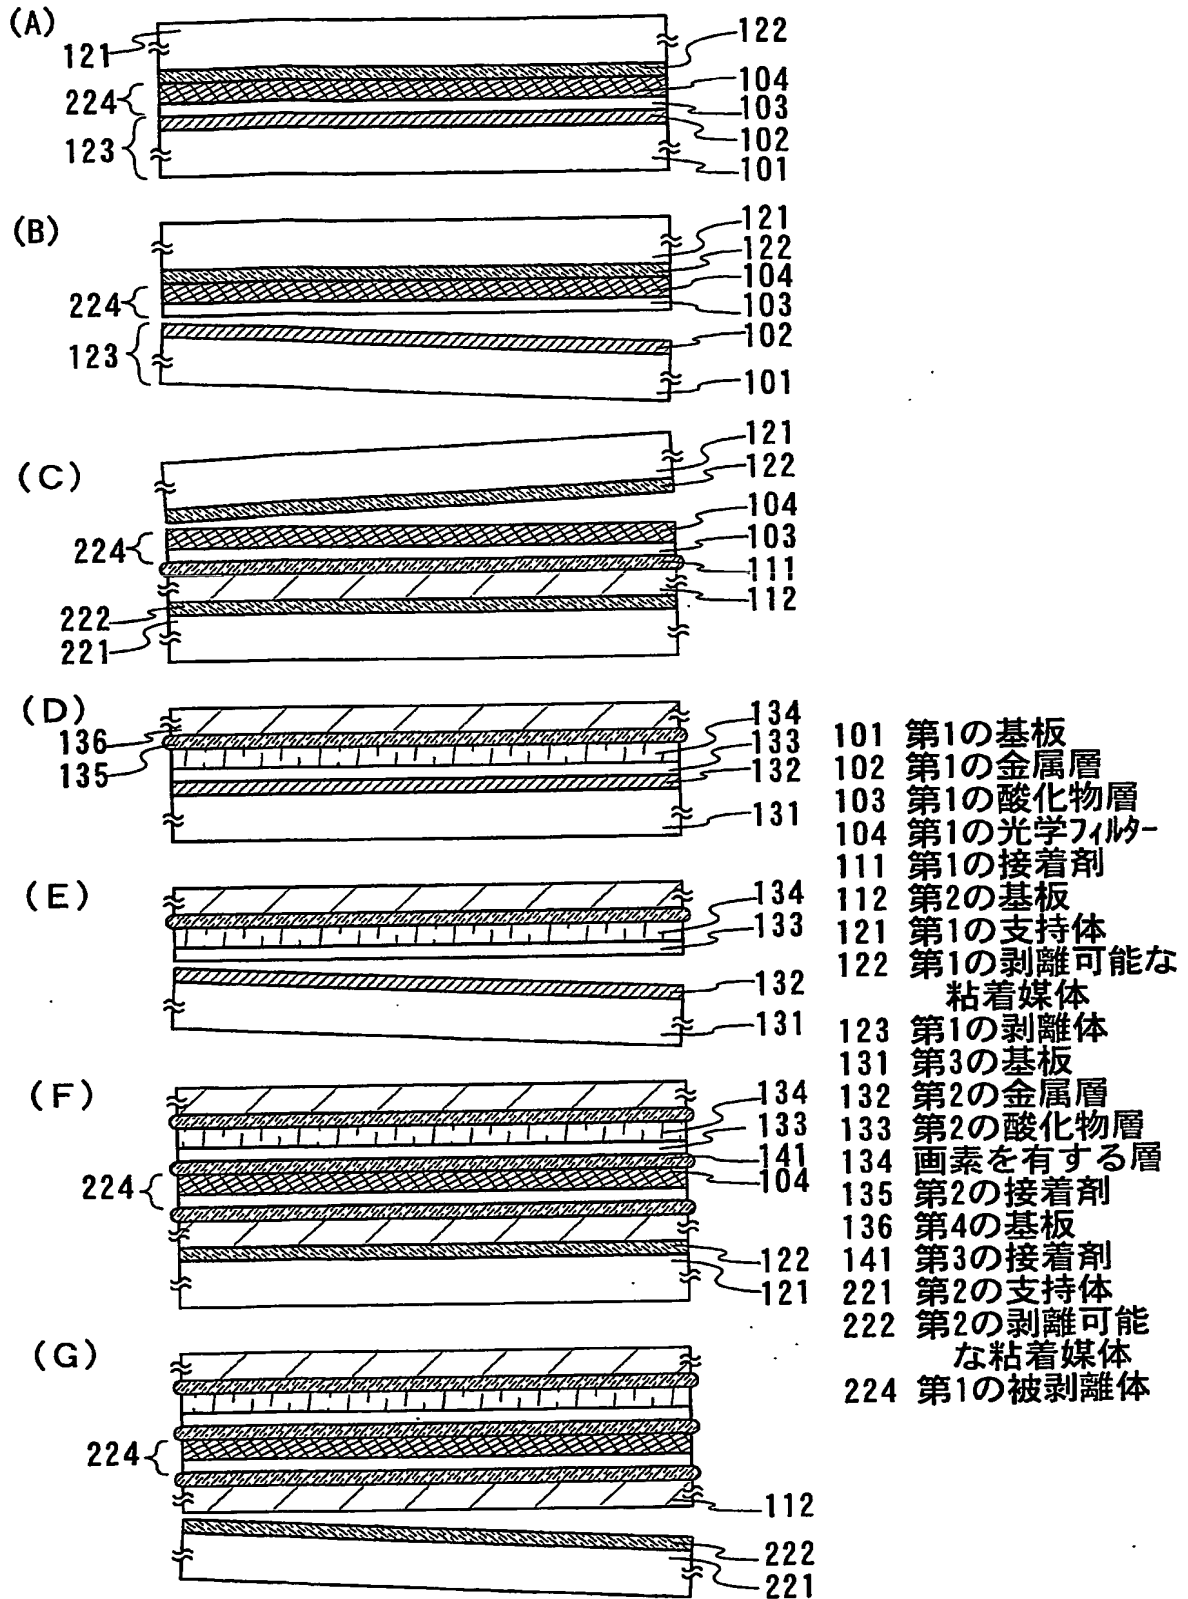 (A)
121
224
123
122
104
103
102
101
(B)
224
123
121
122
104
103
102
101
(C)
224
222
221
121
122
104
103
111
112
(D)
136
135
134
133
132
131
(E)
134
133
132
131
(F)
224
134
133
141
104
122
121
(G)
224
112
222
221
101 第1の基板
102 第1の金属層
103 第1の酸化物層
104 第1の光学フィルター
111 第1の接着剤
112 第2の基板
121 第1の支持体
122 第1の剥離可能な
粘着媒体
123 第1の剥離体
131 第3の基板
132 第2の金属層
133 第2の酸化物層
134 画素を有する層
135 第2の接着剤
136 第4の基板
141 第3の接着剤
221 第2の支持体
222 第2の剥離可能
な粘着媒体
224 第1の被剥離体